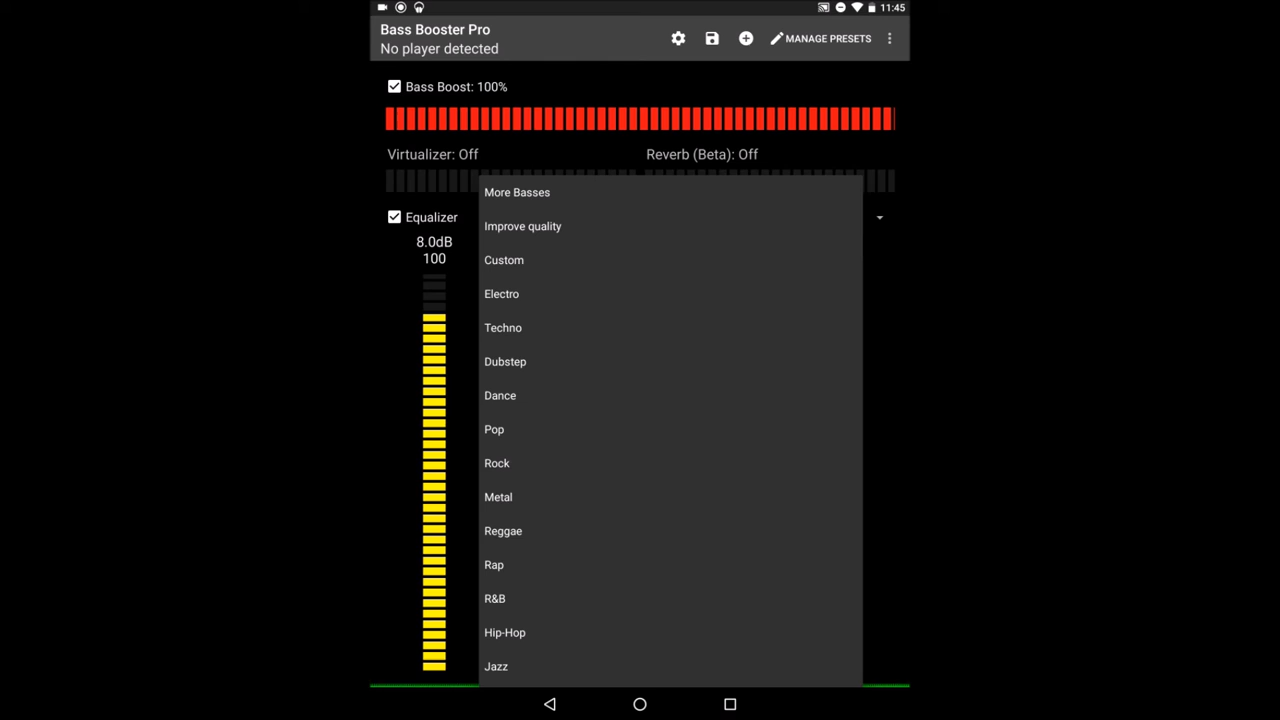 11:45
Bass Booster Pro
No player detected
MANAGE PRESETS
Bass Boost: 100%
Virtualizer: Off
Reverb (Beta): Off
Equalizer
8.0dB
100
More Basses
Improve quality
Custom
Electro
Techno
Dubstep
Dance
Pop
Rock
Metal
Reggae
Rap
R&B
Hip-Hop
Jazz